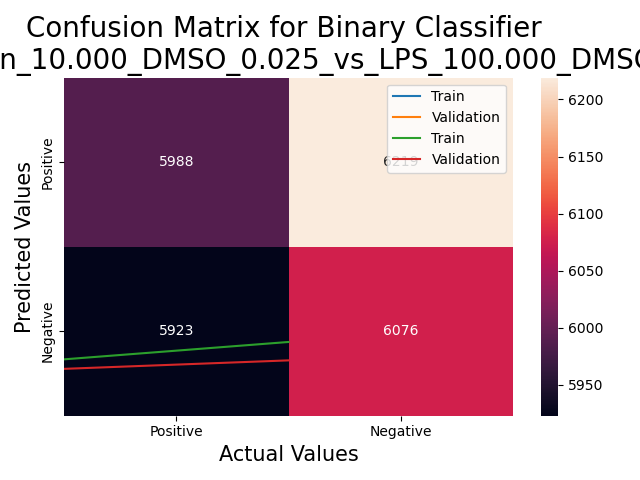 Confusion Matrix for Binary Classifier
n_10.000_DMSO_0.025_vs_LPS_100.000_DMSO
Train
Validation
Train
Validation
Positive
Negative
Predicted Values
5988
6219
5923
6076
Positive
Negative
Actual Values
6200
6150
6100
6050
6000
5950